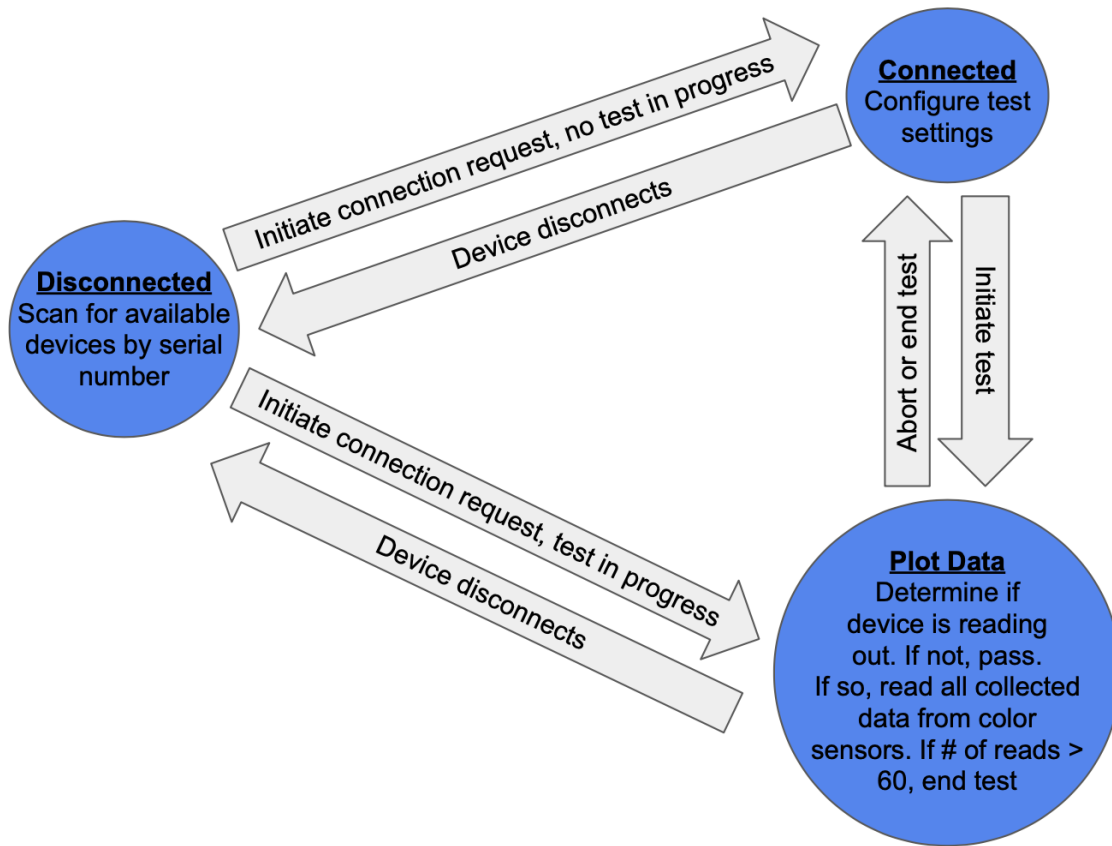 Connected
Configure test
settings
Initiate connection request, no test in progress
Device disconnects
Disconnected
Scan for available
devices by serial
number
Abort or end test
Initiate test
Initiate connection request, test in progress
Device disconnects
Plot Data
Determine if
device is reading
out. If not, pass.
If so, read all collected
data from color
sensors. If # of reads >
60, end test